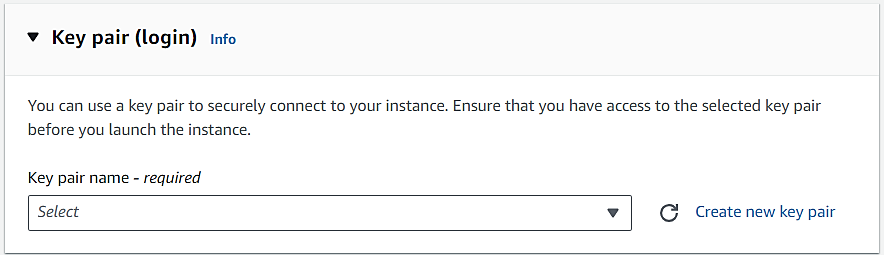 Key pair (login) Info
You can use a key pair to securely connect to your instance. Ensure that you have access to the selected key pair
before you launch the instance.
Key pair name - required
Select
Create new key pair